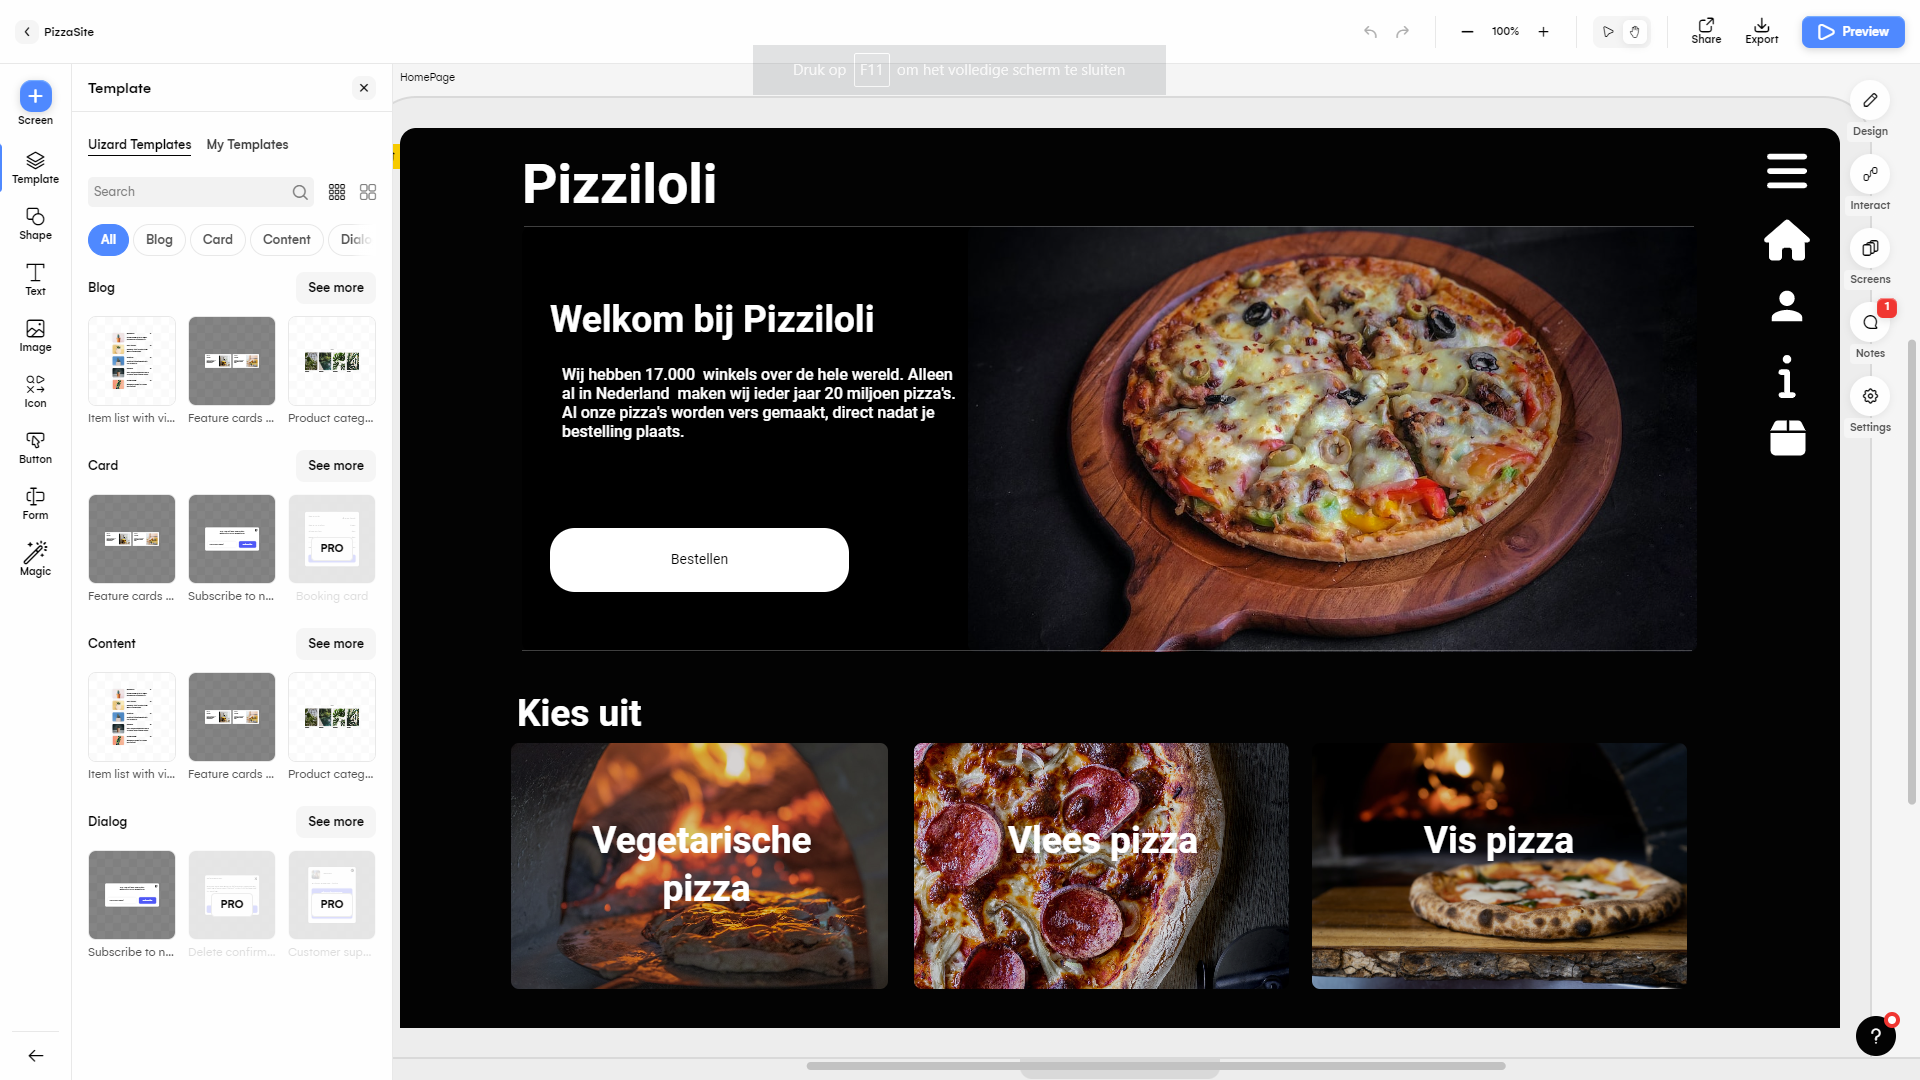 PizzaSite
100%
Share
Export
Preview
Druk op F11 om het volledige scherm te sluiten
Screen
Template
Shape
Text
Image
Icon
Button
Form
Magic
Template
Uizard Templates
My Templates
Search
All
Blog
Card
Content
Dialo
Blog
See more
Item list with vi...
Feature cards ...
Product categ...
Card
See more
PRO
Feature cards ...
Subscribe to n...
Booking card
Content
See more
Item list with vi...
Feature cards ...
Product categ...
Dialog
See more
PRO
PRO
Subscribe to n...
Delete confirm...
Customer sup...
HomePage
Pizziloli
Welkom bij Pizziloli
Wij hebben 17.000  winkels over de hele wereld. Alleen
al in Nederland  maken wij ieder jaar 20 miljoen pizza's.
Al onze pizza's worden vers gemaakt, direct nadat je
bestelling plaats.
Bestellen
Kies uit
Vegetarische
pizza
Vlees pizza
Vis pizza
Design
Interact
Screens
1
Notes
Settings
?